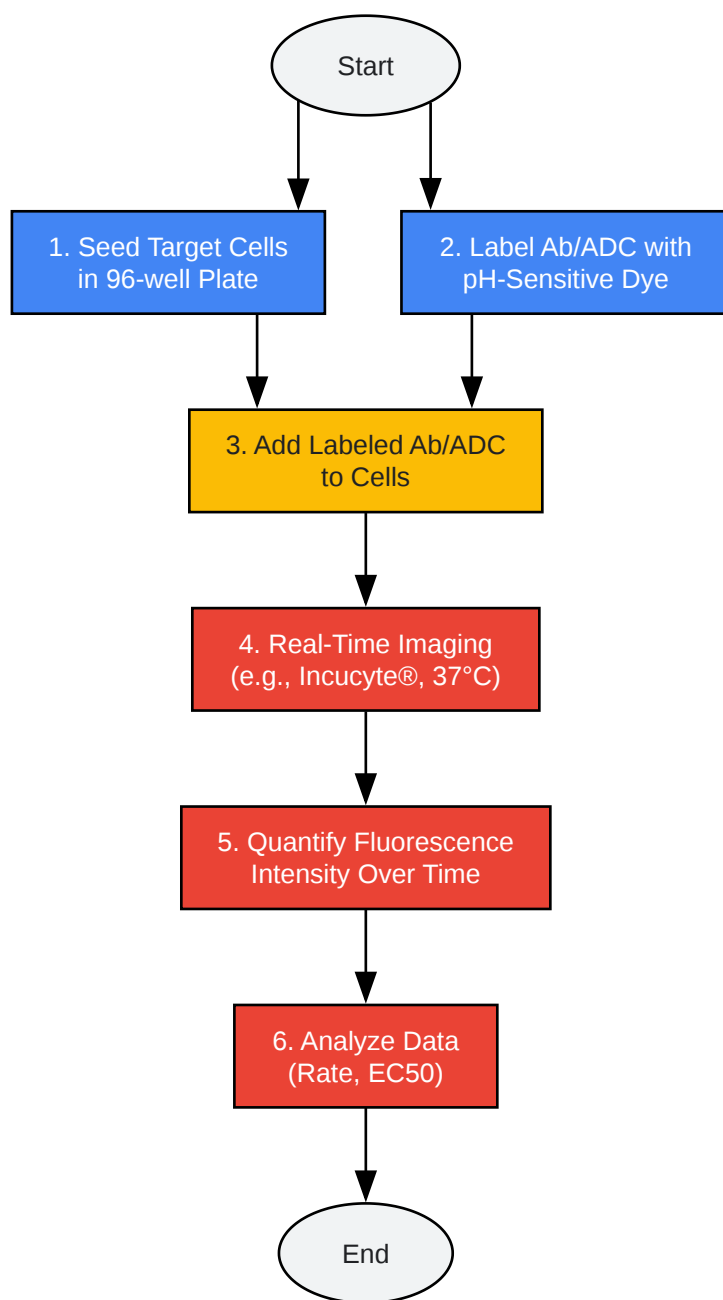 Start
1. Seed Target Cells
in 96-well Plate
2. Label Ab/ADC with
pH-Sensitive Dye
3. Add Labeled Ab/ADC
to Cells
4. Real-Time Imaging
(e.g., Incucyte®, 37°C)
5. Quantify Fluorescence
Intensity Over Time
6. Analyze Data
(Rate, EC50)
End